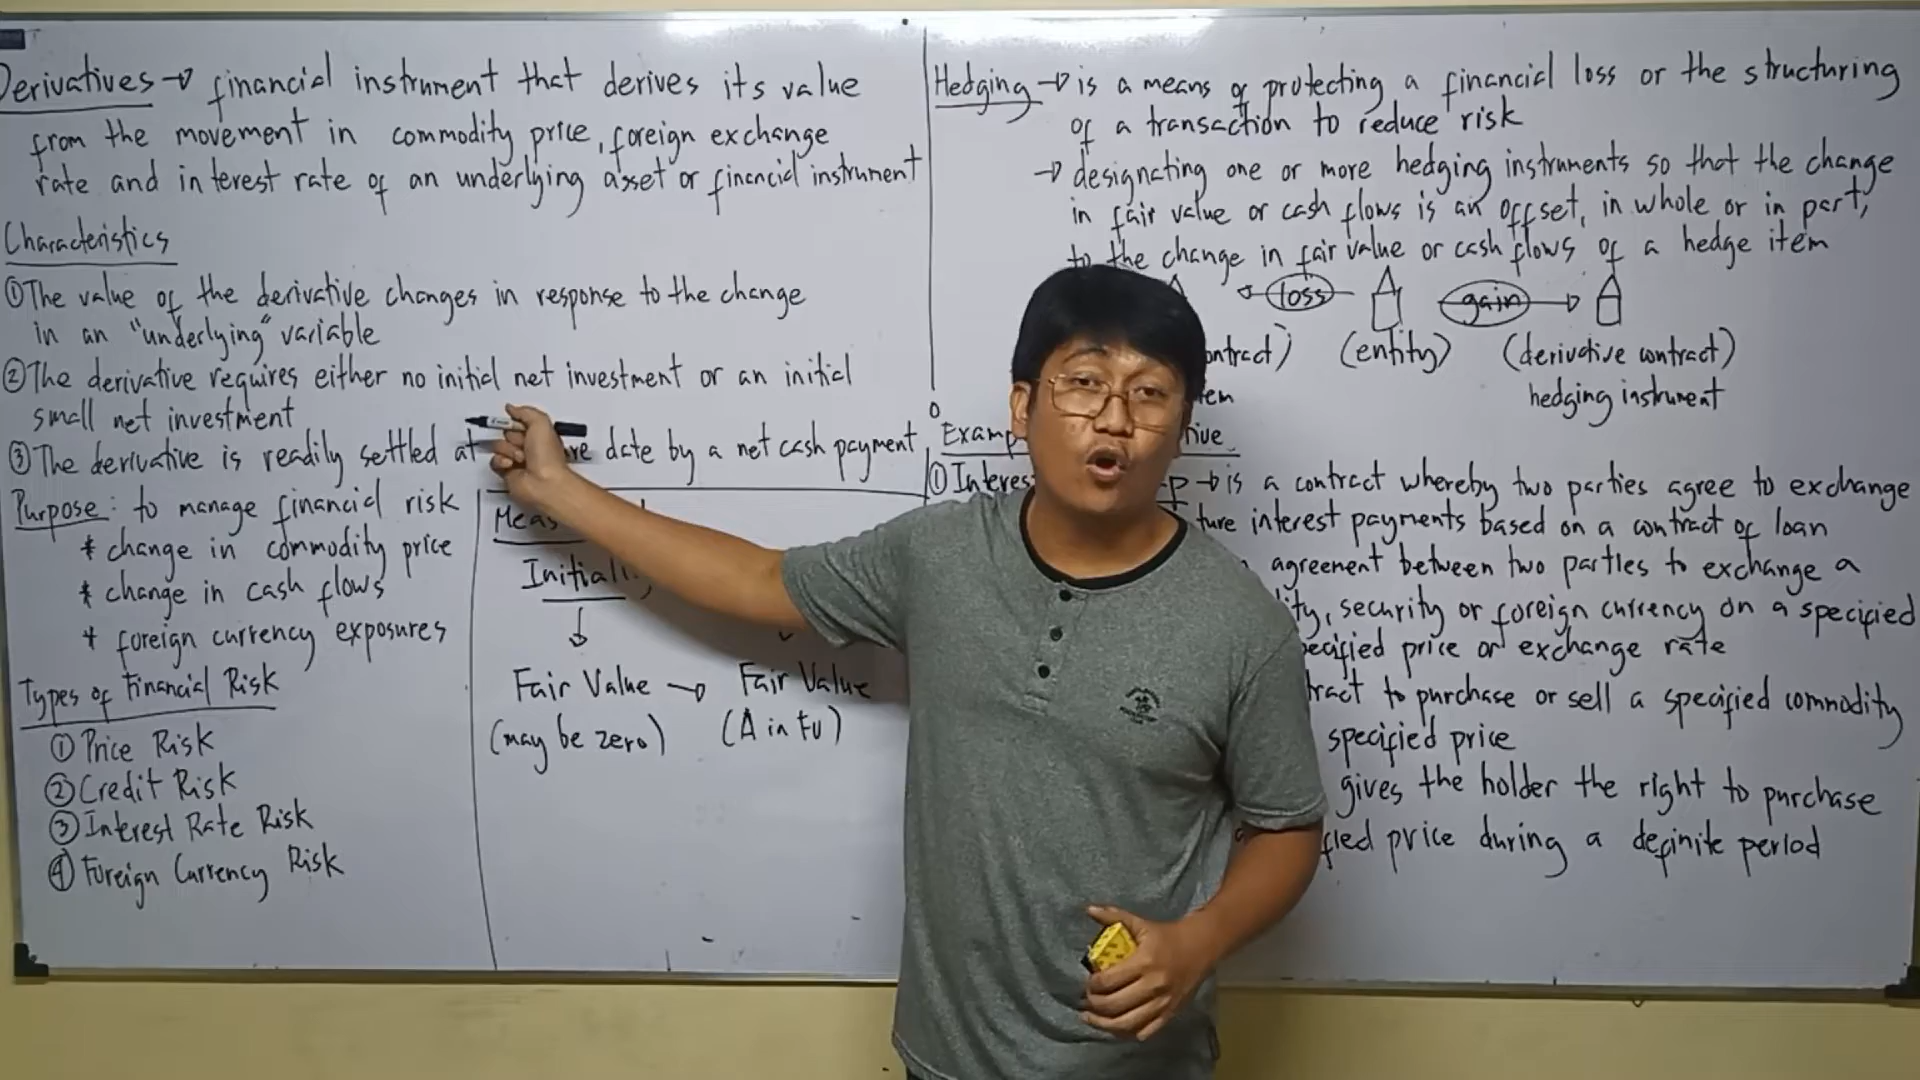 Derivatives → financial instrument that derives its value
from the movement in commodity price, foreign exchange
rate and interest rate of an underlying asset or financial instrument
Characteristics
① The value of the derivative changes in response to the change
in an "underlying" variable
② The derivative requires either no initial net investment or an initial
small net investment
③ The derivative is readily settled at date by a net cash payment
Purpose: to manage financial risk
* change in commodity price
* change in cash flows
* foreign currency exposures
Types of Financial Risk
① Price Risk
② Credit Risk
③ Interest Rate Risk
④ Foreign Currency Risk
Initially
Fair Value → Fair Value
(may be zero) (Δ in FV)
Hedging → is a means of protecting a financial loss or the structuring
of a transaction to reduce risk
→ designating one or more hedging instruments so that the change
in fair value or cash flows is an offset, in whole or in part,
to the change in fair value or cash flows of a hedge item
loss gain
(entity) (derivative contract)
hedging instrument
① is a contract whereby two parties agree to exchange
interest payments based on a contract of loan
agreement between two parties to exchange a
security or foreign currency on a specified
price or exchange rate
to purchase or sell a specified commodity
specified price
gives the holder the right to purchase
price during a definite period